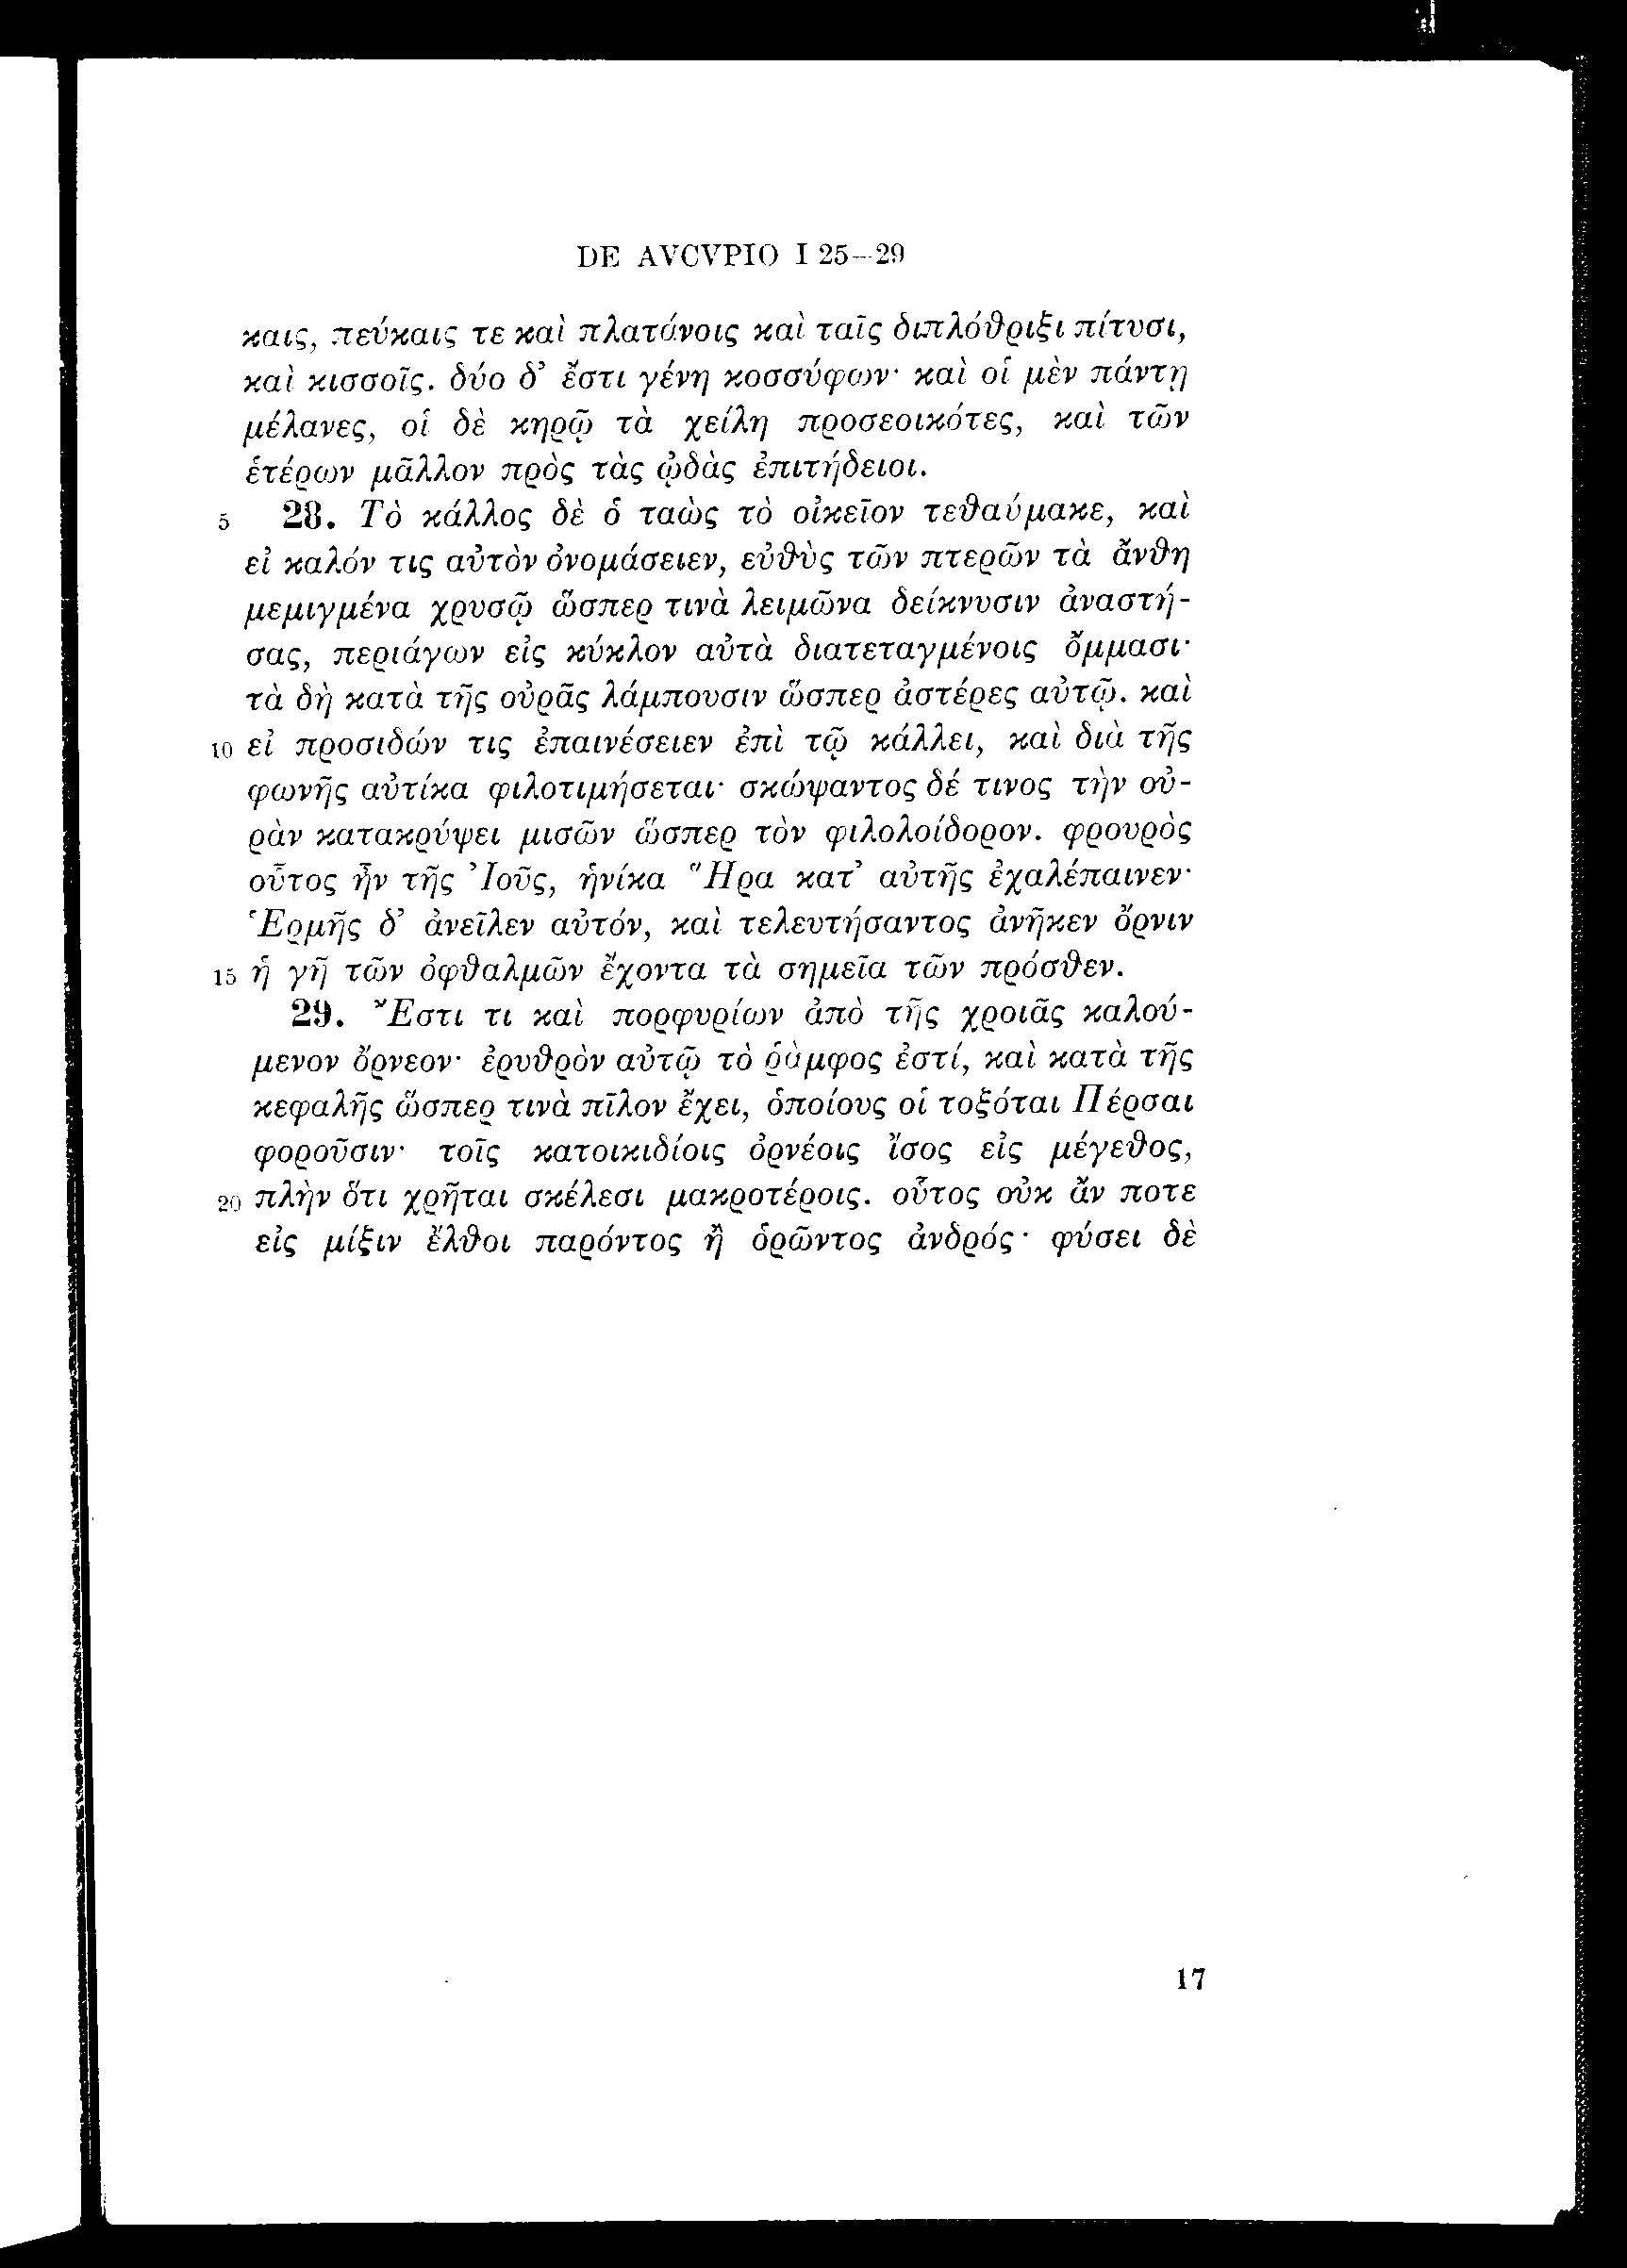 DE AVCVPIO I 25—29
καις, πεύκαις τε καὶ πλατάνοις καὶ ταῖς διπλόθριξι πίτυσι,
καὶ κισσοῖς. δύο δ’ ἔστι γένη κοσσύφων· καὶ οἱ μὲν πάντῃ
μέλανες, οἱ δὲ κηρῷ τὰ χείλη προσεοικότες, καὶ τῶν
ἑτέρων μᾶλλον πρὸς τὰς ᾠδὰς ἐπιτήδειοι.
5 28. Τὸ κάλλος δὲ ὁ ταὼς τὸ οἰκεῖον τεθαύμακε, καὶ
εἰ καλόν τις αὐτὸν ὀνομάσειεν, εὐθὺς τῶν πτερῶν τὰ ἄνθη
μεμιγμένα χρυσῷ ὥσπερ τινὰ λειμῶνα δείκνυσιν ἀναστή-
σας, περιάγων εἰς κύκλον αὐτὰ διατεταγμένοις ὄμμασι·
τὰ δὴ κατὰ τῆς οὐρᾶς λάμπουσιν ὥσπερ ἀστέρες αὐτῷ. καὶ
10 εἰ προσιδών τις ἐπαινέσειεν ἐπὶ τῷ κάλλει, καὶ διὰ τῆς
φωνῆς αὐτίκα φιλοτιμήσεται· σκώψαντος δέ τινος τὴν οὐ-
ρὰν κατακρύψει μισῶν ὥσπερ τὸν φιλολοίδορον. φρουρὸς
οὗτος ἦν τῆς Ἰοῦς, ἡνίκα Ἥρα κατ’ αὐτῆς ἐχαλέπαινεν·
Ἑρμῆς δ’ ἀνεῖλεν αὐτόν, καὶ τελευτήσαντος ἀνῆκεν ὄρνιν
15 ἡ γῆ τῶν ὀφθαλμῶν ἔχοντα τὰ σημεῖα τῶν πρόσθεν.
29. Ἔστι τι καὶ πορφυρίων ἀπὸ τῆς χροιᾶς καλού-
μενον ὄρνεον· ἐρυθρὸν αὐτῷ τὸ ῥάμφος ἐστί, καὶ κατὰ τῆς
κεφαλῆς ὥσπερ τινὰ πῖλον ἔχει, ὁποίους οἱ τοξόται Πέρσαι
φοροῦσιν· τοῖς κατοικιδίοις ὀρνέοις ἴσος εἰς μέγεθος,
20 πλὴν ὅτι χρῆται σκέλεσι μακροτέροις. οὗτος οὐκ ἄν ποτε
εἰς μίξιν ἔλθοι παρόντος ἢ ὁρῶντος ἀνδρός· φύσει δὲ
17